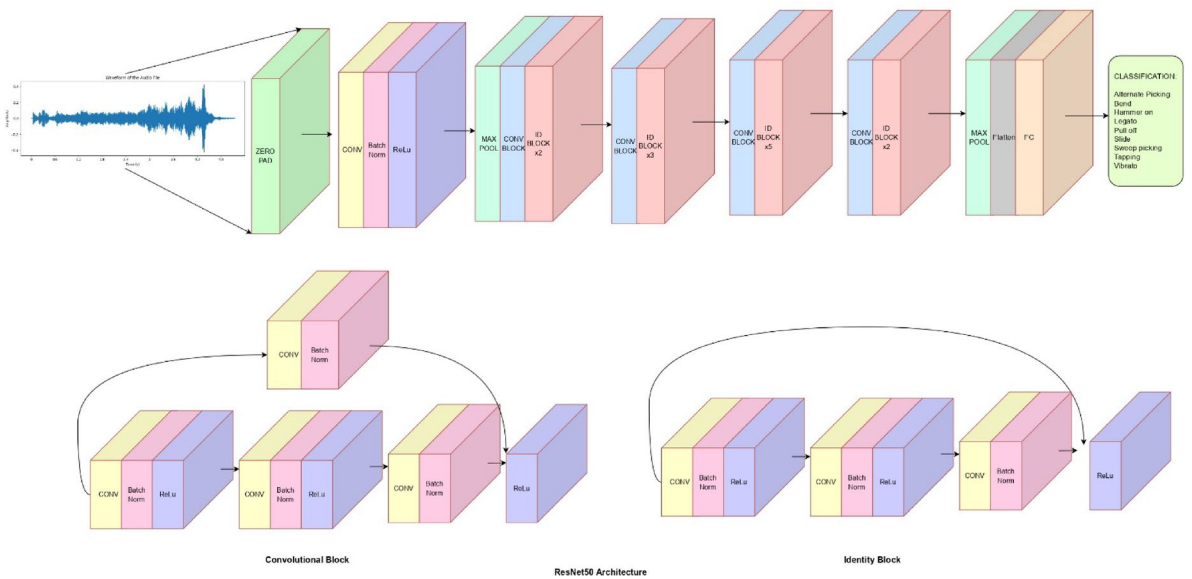 Waveform of the Audio File
Time (s)
ZERO
PAD
CONV
Batch
Norm
ReLu
MAX
POOL
CONV
BLOCK
ID
BLOCK
x2
CONV
BLOCK
ID
BLOCK
x3
CONV
BLOCK
ID
BLOCK
x5
CONV
BLOCK
ID
BLOCK
x2
MAX
POOL
Flatten
FC
CLASSIFICATION:
Alternate Picking
Bend
Hammer on
Legato
Pull off
Slide
Sweep picking
Tapping
Vibrato
CONV
Batch
Norm
CONV
Batch
Norm
ReLu
CONV
Batch
Norm
ReLu
CONV
Batch
Norm
ReLu
Convolutional Block
CONV
Batch
Norm
ReLu
CONV
Batch
Norm
ReLu
CONV
Batch
Norm
ReLu
Identity Block
ResNet50 Architecture